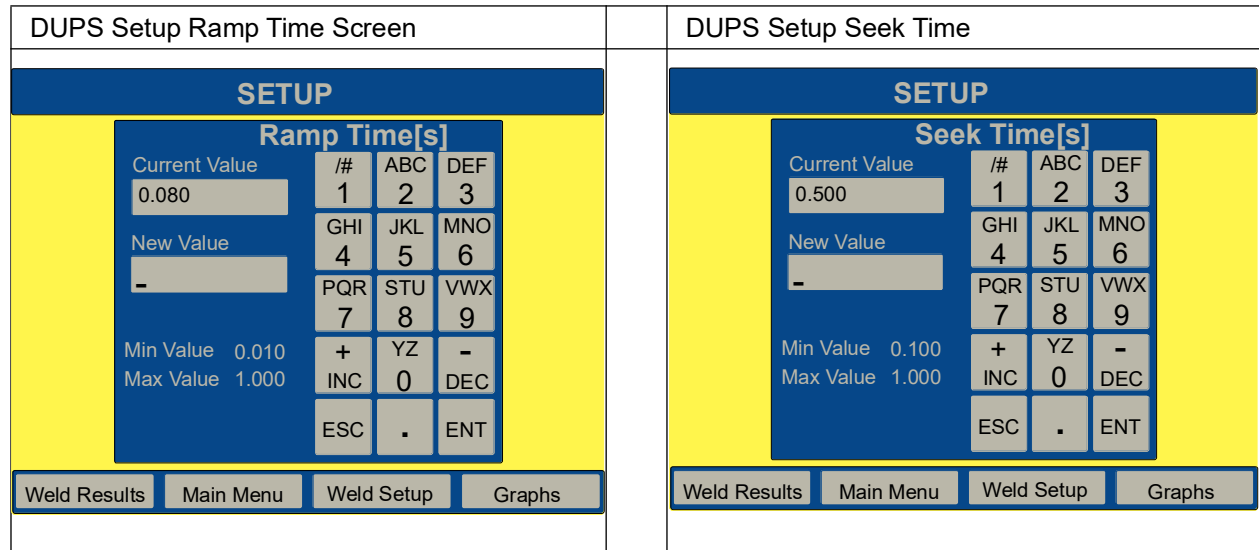 DUPS Setup Ramp Time Screen
SETUP
Ramp Time[s]
Current Value
0.080
New Value
-
Min Value 0.010
Max Value 1.000
/# ABC DEF
1 2 3
GHI JKL MNO
4 5 6
PQR STU VWX
7 8 9
+ YZ -
INC 0 DEC
ESC . ENT
Weld Results Main Menu Weld Setup Graphs
DUPS Setup Seek Time
SETUP
Seek Time[s]
Current Value
0.500
New Value
-
Min Value 0.100
Max Value 1.000
/# ABC DEF
1 2 3
GHI JKL MNO
4 5 6
PQR STU VWX
7 8 9
+ YZ -
INC 0 DEC
ESC . ENT
Weld Results Main Menu Weld Setup Graphs